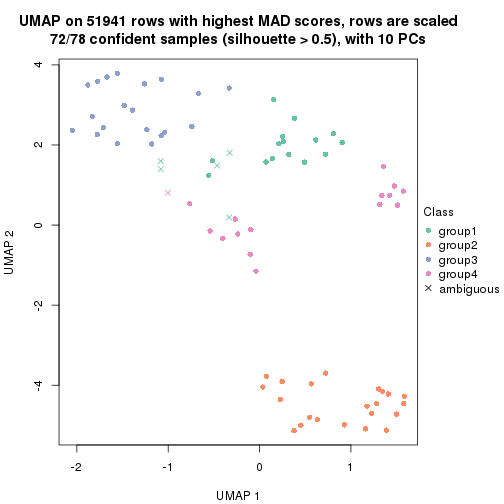 UMAP on 51941 rows with highest MAD scores, rows are scaled
72/78 confident samples (silhouette > 0.5), with 10 PCs
4
2
0
-2
-4
UMAP 2
-2
-1
0
1
UMAP 1
Class
group1
group2
group3
group4
ambiguous